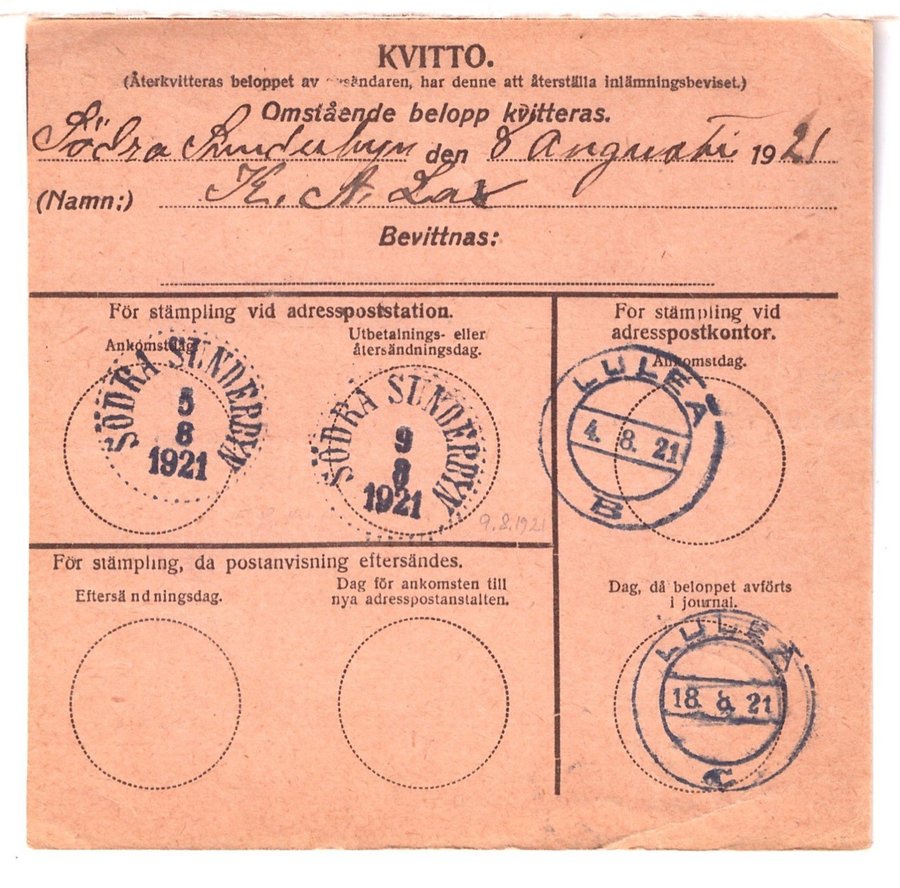 KVITTO.
(Återkvitteras beloppet av avsändaren, har denne att återställa inlämningsbeviset.)
Omstående belopp kvitteras.
Södra Sunderbyn den 8 Augusti 1921
(Namn:) K. A. Lax
Bevittnas:
För stämpling vid adresspoststation.
Ankomstdag.
Utbetalnings- eller
återsändningsdag.
SÖDRA SUNDERBYN
5
8
1921
SÖDRA SUNDERBYN
9
8
1921
9.8.1921
För stämpling vid
adresspostkontor.
Ankomstdag.
LULEÅ
4. 8. 21
B
För stämpling, da postanvisning eftersändes.
Eftersändningsdag.
Dag för ankomsten till
nya adresspostanstalten.
Dag, då beloppet avförts
i journal.
LULEÅ
18. 8. 21
C